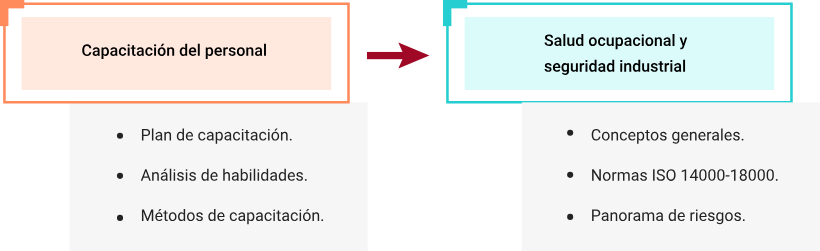 Capacitación del personal
Plan de capacitación.
Análisis de habilidades.
Métodos de capacitación.
Salud ocupacional y
seguridad industrial
Conceptos generales.
Normas ISO 14000-18000.
Panorama de riesgos.